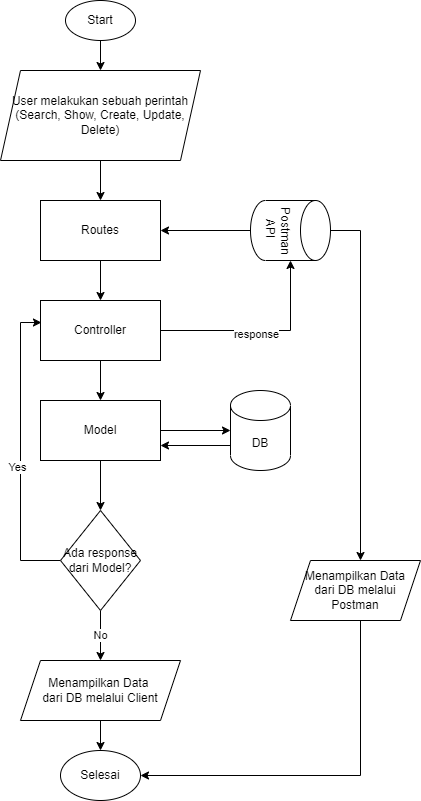 Start
User melakukan sebuah perintah
(Search, Show, Create, Update,
Delete)
Routes
Postman
API
Controller
response
Model
DB
Yes
Ada response
dari Model?
Menampilkan Data
dari DB melalui
Postman
No
Menampilkan Data
dari DB melalui Client
Selesai